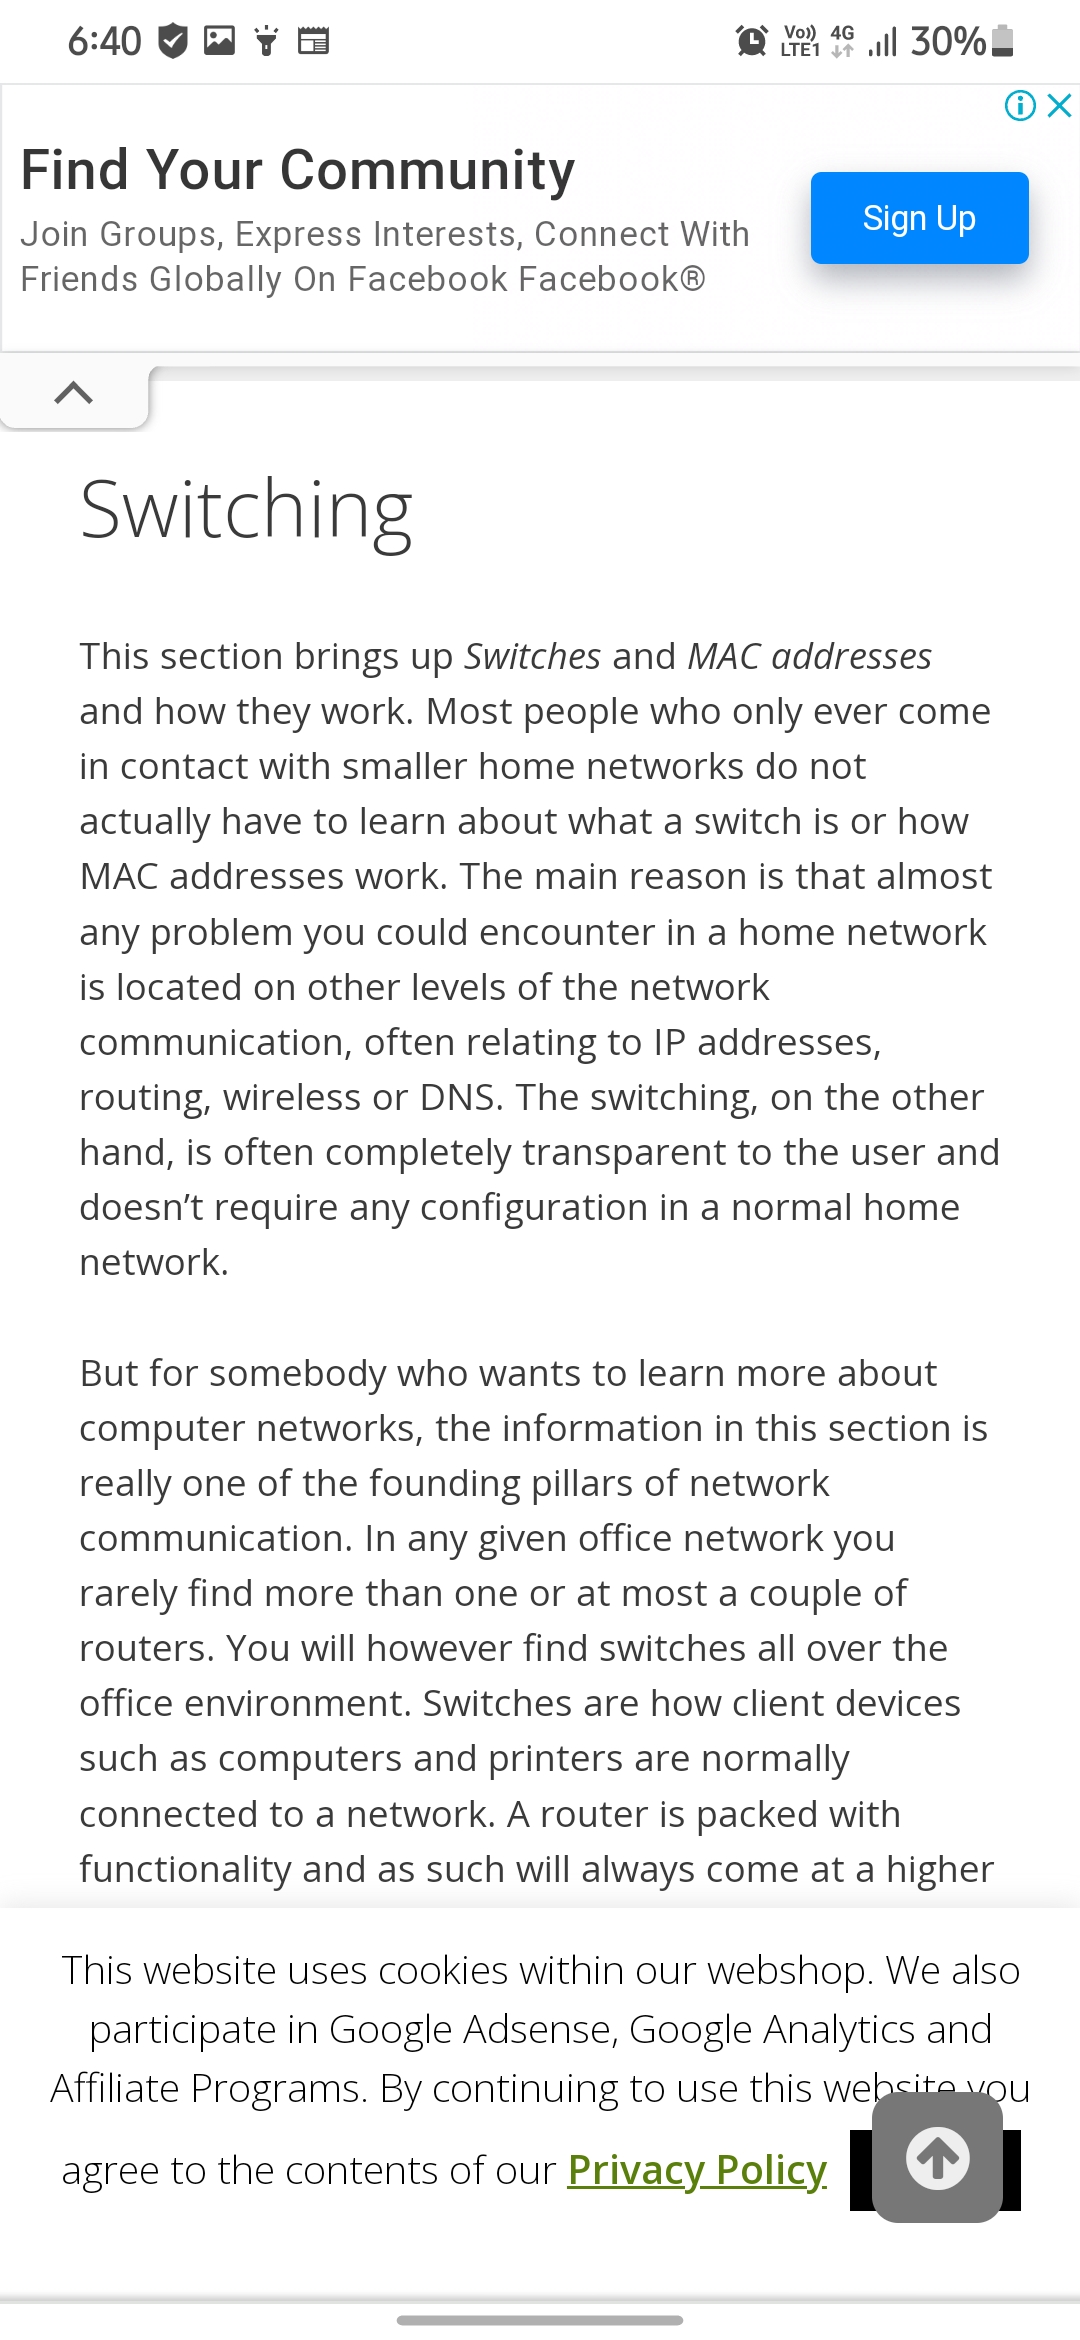 6:40
Vo)) LTE1 4G 30%
Find Your Community
Join Groups, Express Interests, Connect With
Friends Globally On Facebook Facebook®
Sign Up
Switching
This section brings up Switches and MAC addresses
and how they work. Most people who only ever come
in contact with smaller home networks do not
actually have to learn about what a switch is or how
MAC addresses work. The main reason is that almost
any problem you could encounter in a home network
is located on other levels of the network
communication, often relating to IP addresses,
routing, wireless or DNS. The switching, on the other
hand, is often completely transparent to the user and
doesn’t require any configuration in a normal home
network.
But for somebody who wants to learn more about
computer networks, the information in this section is
really one of the founding pillars of network
communication. In any given office network you
rarely find more than one or at most a couple of
routers. You will however find switches all over the
office environment. Switches are how client devices
such as computers and printers are normally
connected to a network. A router is packed with
functionality and as such will always come at a higher
This website uses cookies within our webshop. We also
participate in Google Adsense, Google Analytics and
Affiliate Programs. By continuing to use this website you
agree to the contents of our Privacy Policy